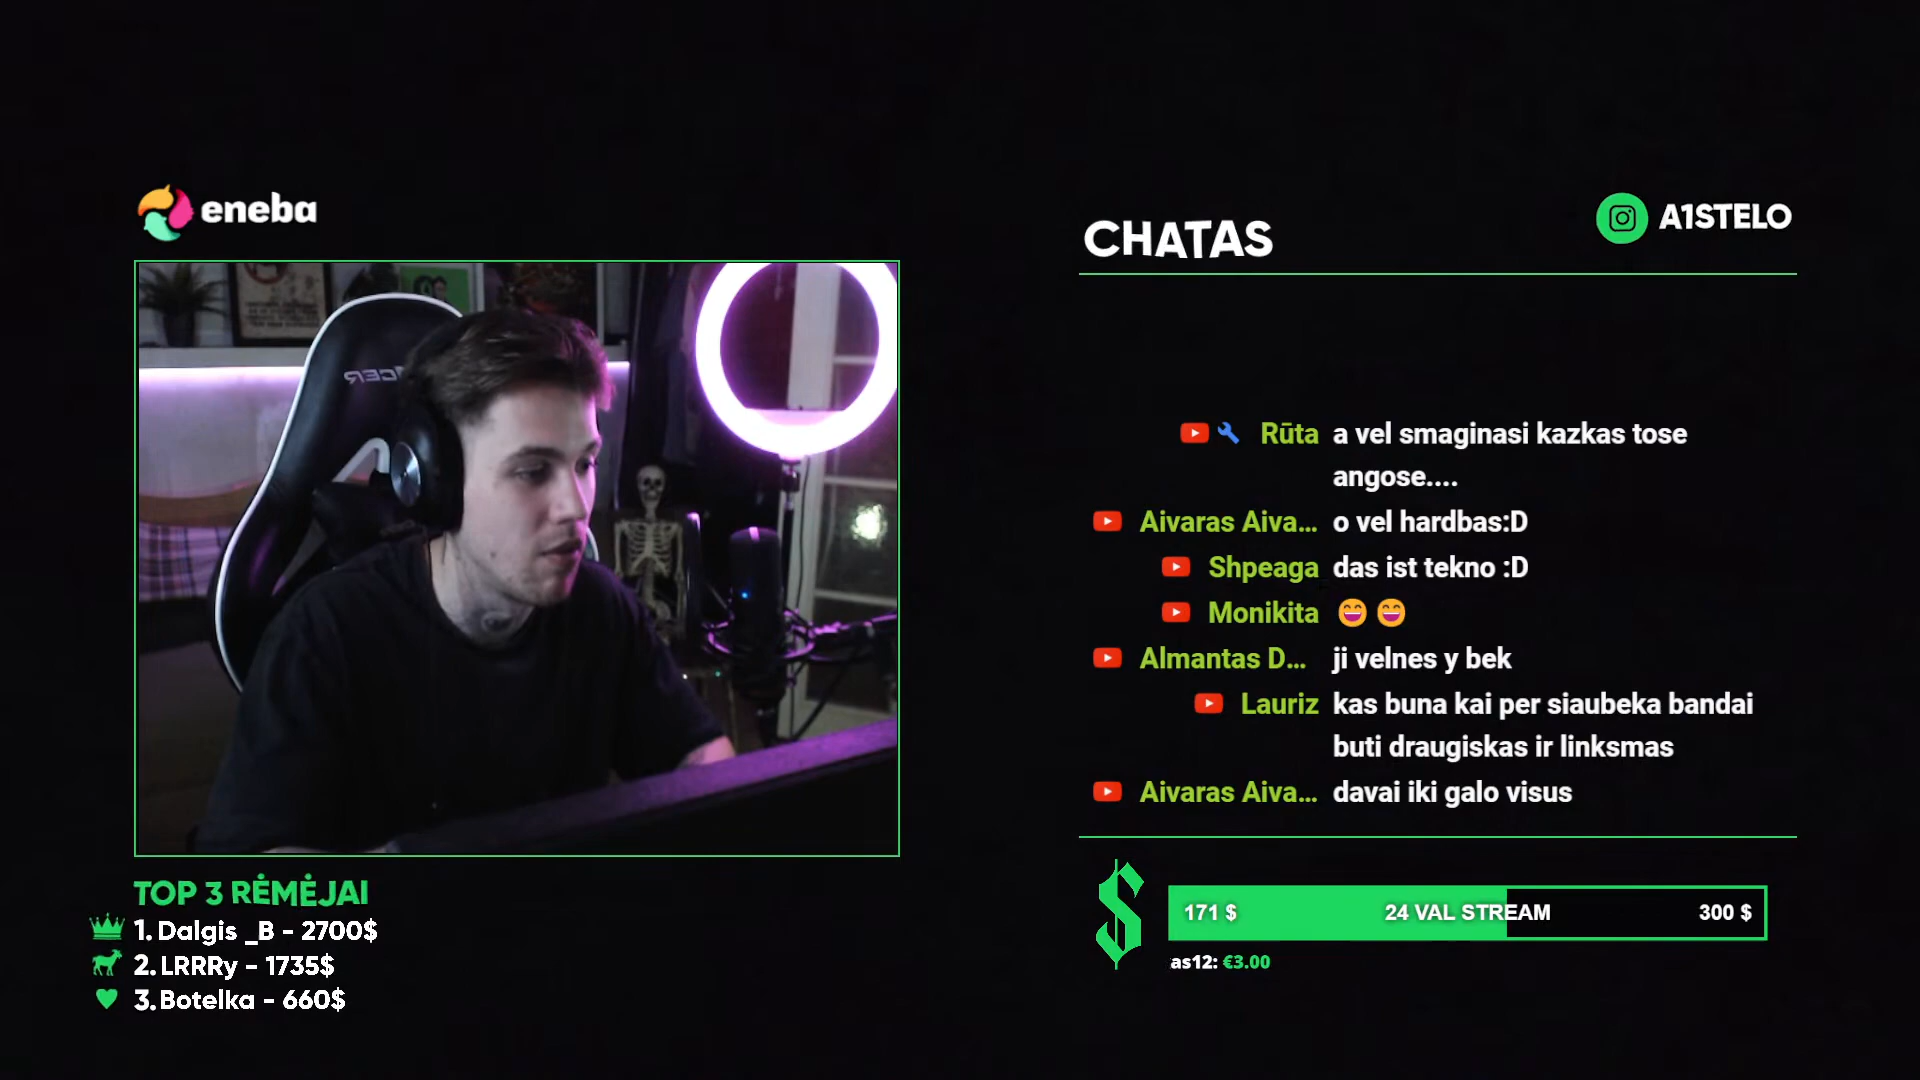 eneba
CHATAS
A1STELO
Rūta a vel smaginasi kazkas tose
angose....
Aivaras Aiva... o vel hardbas:D
Shpeaga das ist tekno :D
Monikita 😄 😄
Almantas D... ji velnes y bek
Lauriz kas buna kai per siaubeka bandai
buti draugiskas ir linksmas
Aivaras Aiva... davai iki galo visus
TOP 3 RĖMĖJAI
1. Dalgis _B - 2700$
2. LRRRy - 1735$
3. Botelka - 660$
$
171 $ 24 VAL STREAM 300 $
as12: €3.00